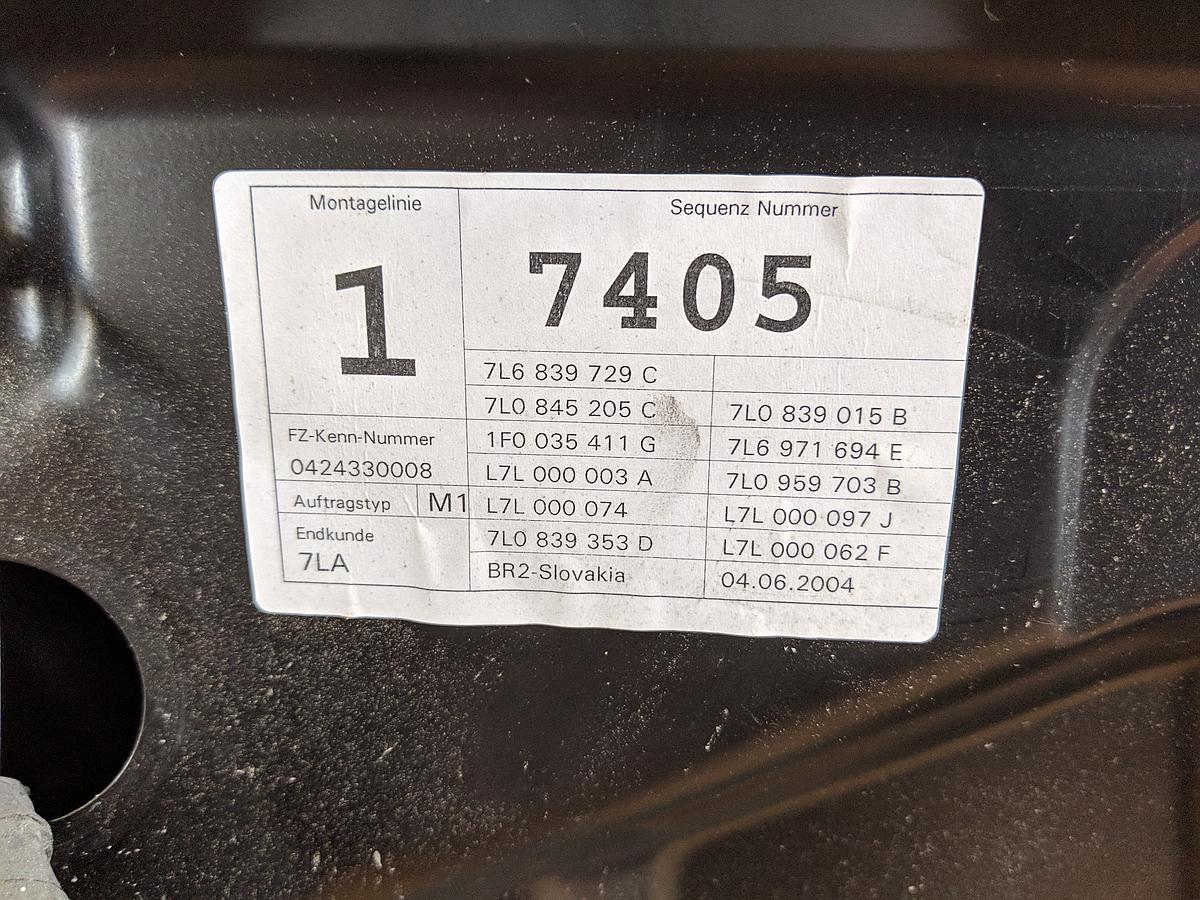 Montagelinie
1
Sequenz Nummer
7405
7L6 839 729 C
7L0 845 205 C
7L0 839 015 B
FZ-Kenn-Nummer
0424330008
1F0 035 411 G
7L6 971 694 E
L7L 000 003 A
7L0 959 703 B
Auftragstyp M1
L7L 000 074
L7L 000 097 J
Endkunde
7LA
7L0 839 353 D
L7L 000 062 F
BR2-Slovakia
04.06.2004